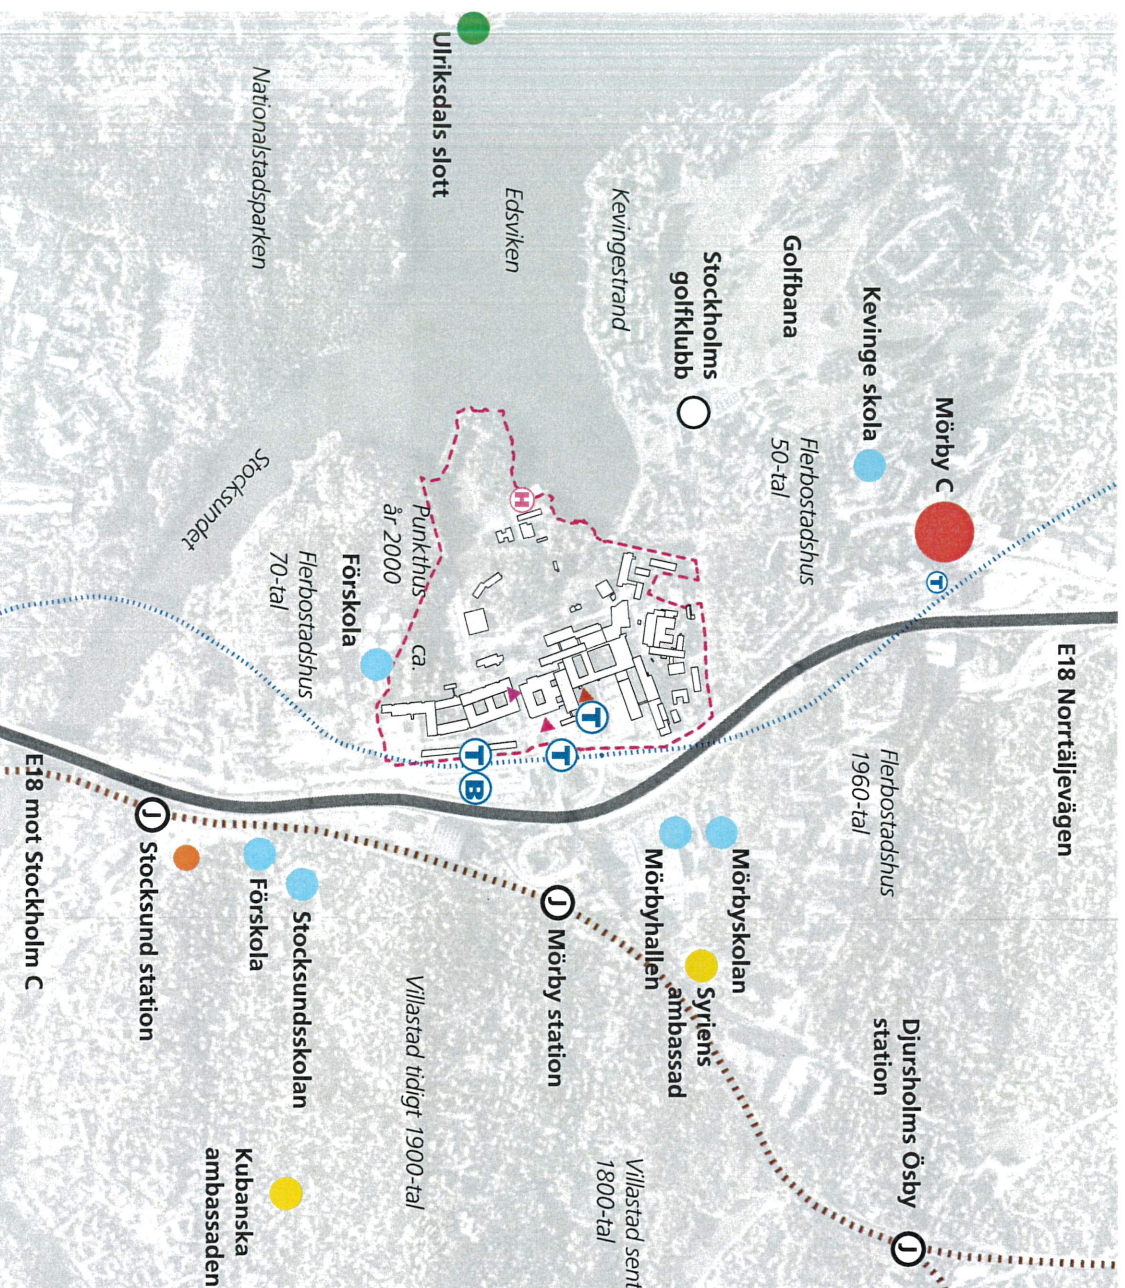 E18 Norrtäljevägen
Mörby C
T
Djursholms Ösby
station
J
Flerbostadshus
1960-tal
Kevinge skola
Flerbostadshus
50-tal
Golfbana
Mörbyskolan
Stockholms
golfklubb
Syriens
ambassad
Mörbyhallen
Villastad sent
1800-tal
Kevingestrand
T
T
J Mörby station
H
Edsviken
T B
Ulriksdals slott
Punkthus ca.
år 2000
Villastad tidigt 1900-tal
Förskola
Flerbostadshus
70-tal
Stocksundsskolan
Nationalstadsparken
Förskola
Kubanska
ambassaden
Stocksundet
J Stocksund station
E18 mot Stockholm C